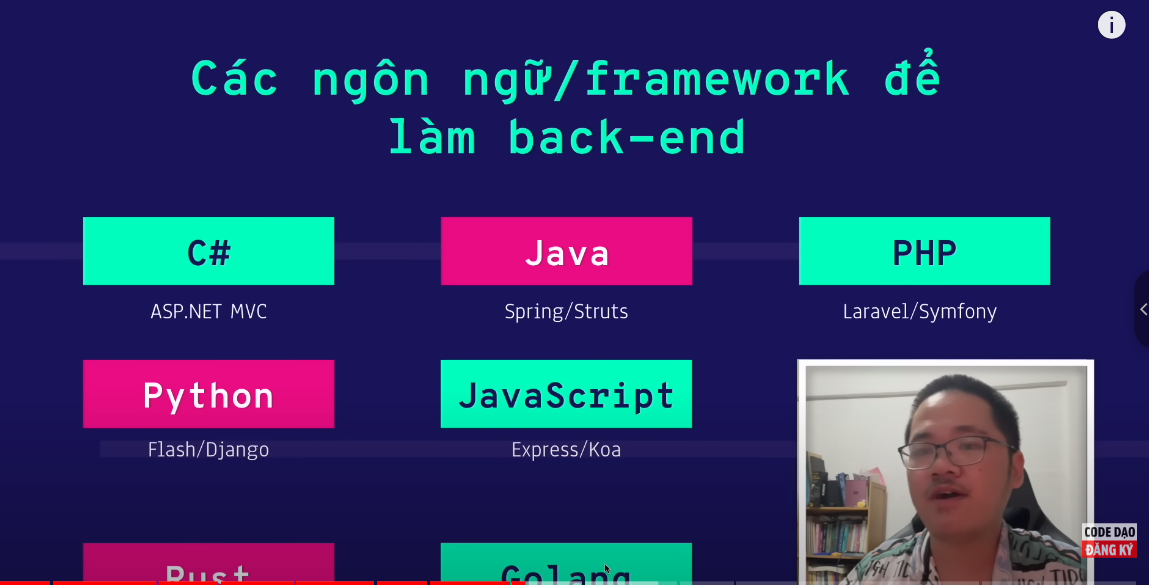 i
Các ngôn ngữ/framework để
làm back-end
C#
Java
PHP
ASP.NET MVC
Spring/Struts
Laravel/Symfony
Python
JavaScript
Flash/Django
Express/Koa
CODE DẠO
ĐĂNG KÝ
Rust
Golang